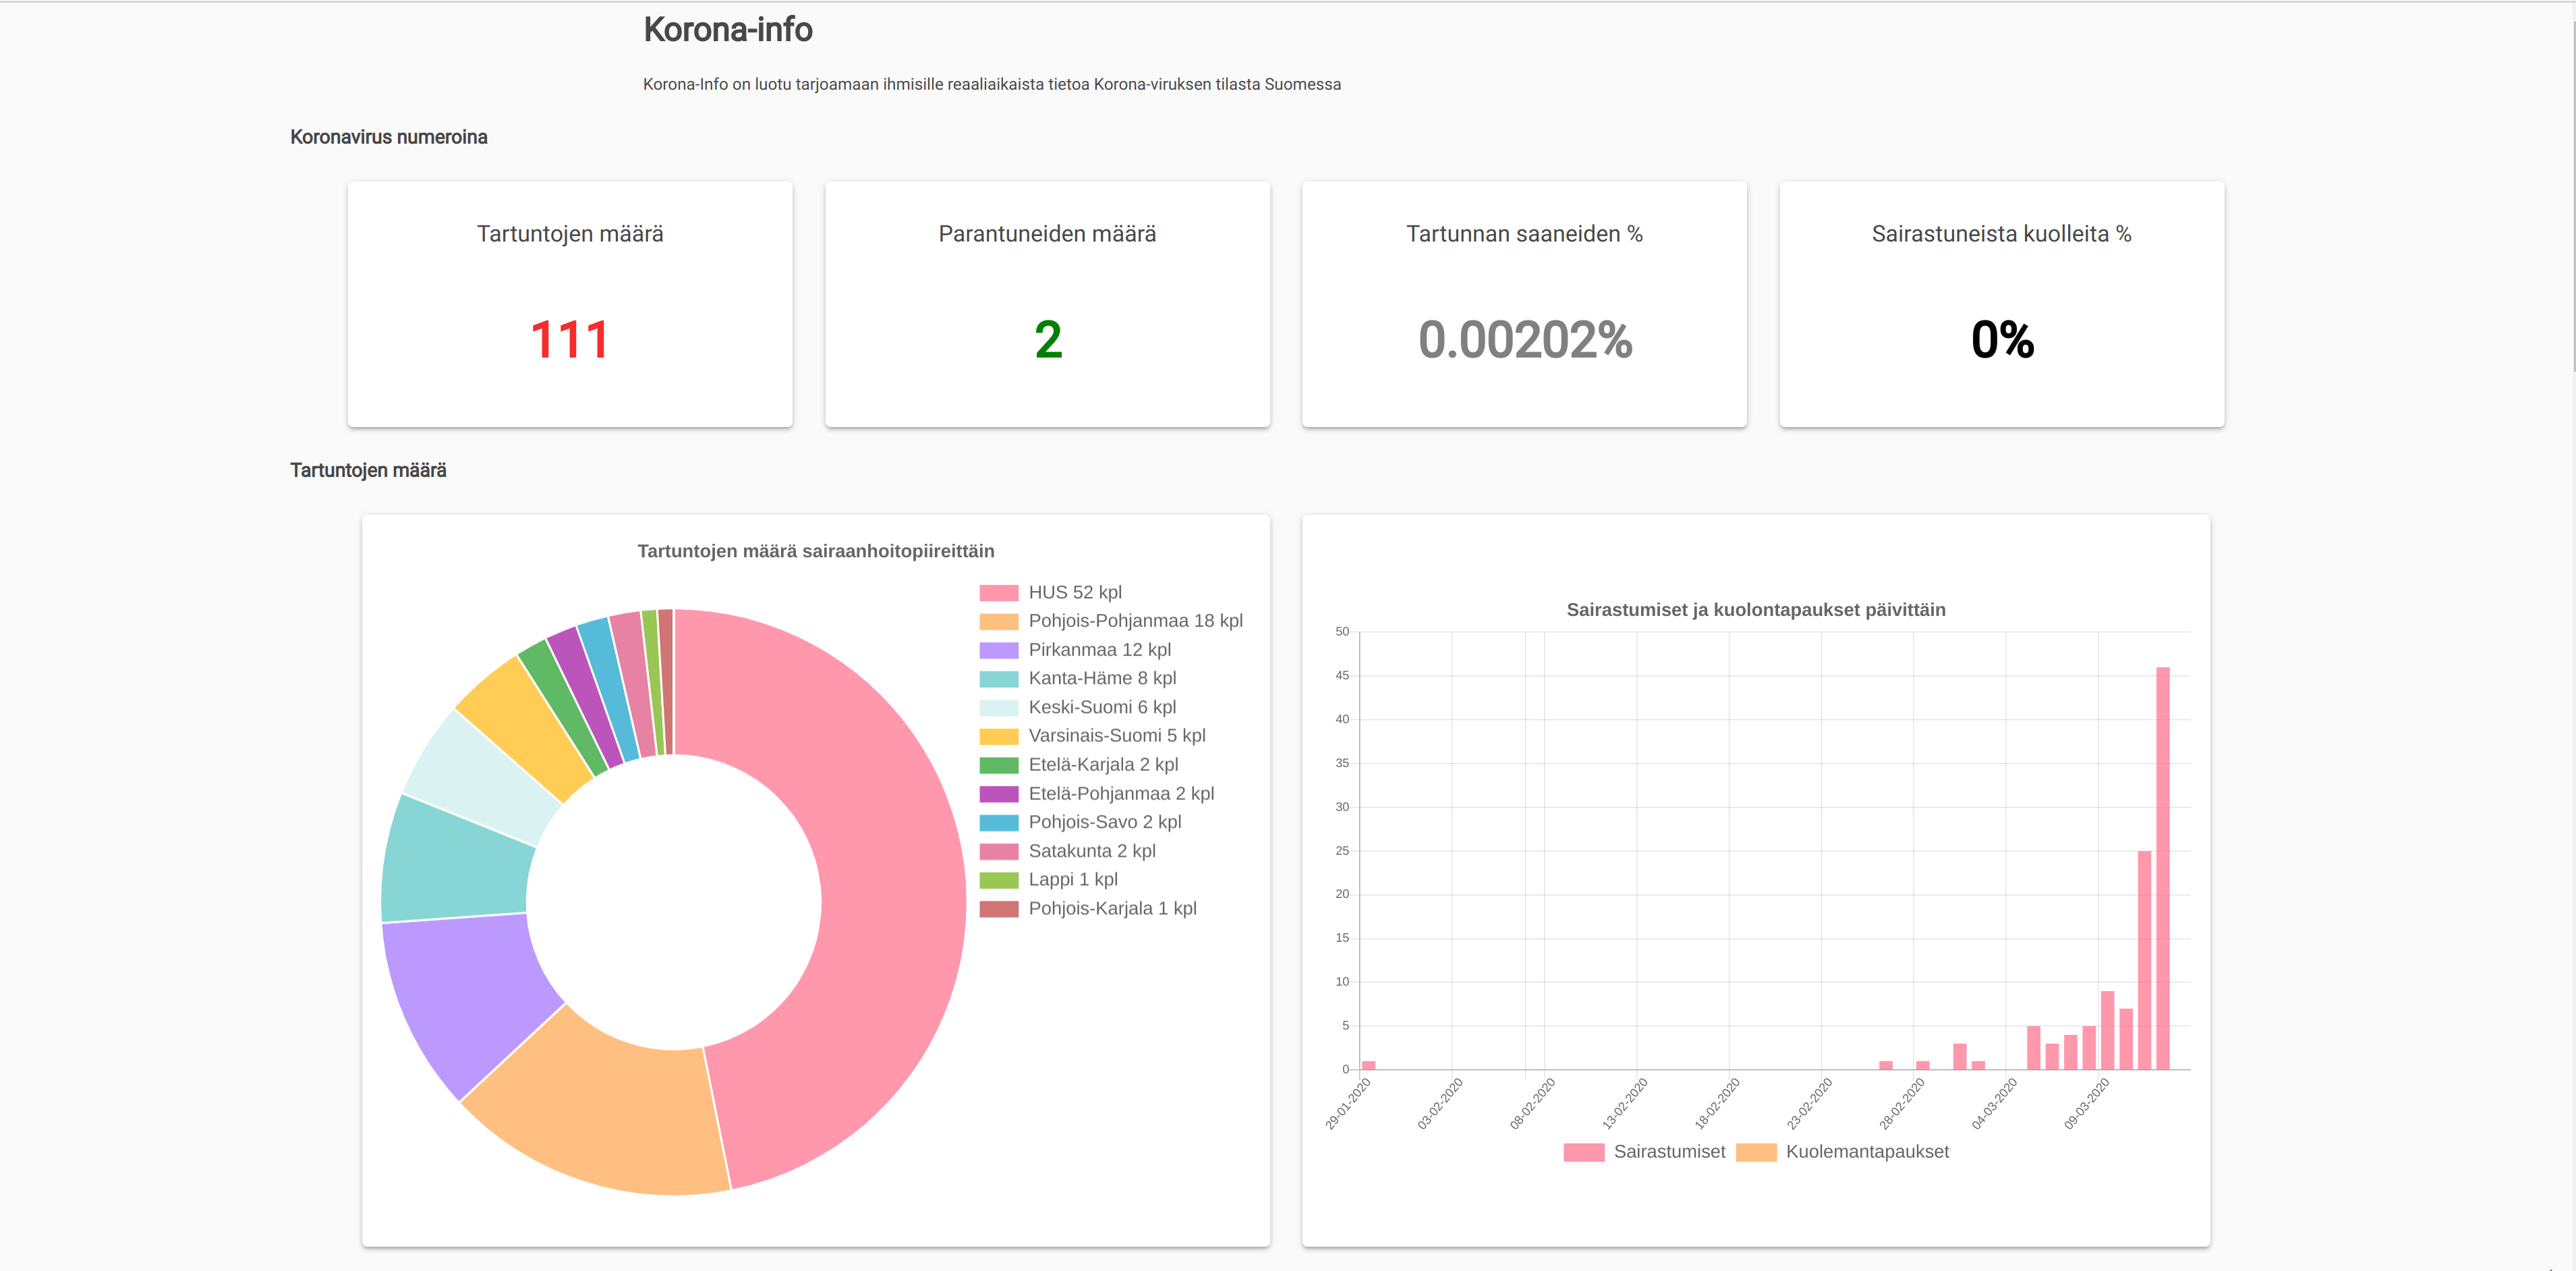 Korona-info
Korona-Info on luotu tarjoamaan ihmisille reaaliaikaista tietoa Korona-viruksen tilasta Suomessa
Koronavirus numeroina
Tartuntojen määrä
111
Parantuneiden määrä
2
Tartunnan saaneiden %
0.00202%
Sairastuneista kuolleita %
0%
Tartuntojen määrä
Tartuntojen määrä sairaanhoitopiireittäin
HUS 52 kpl
Pohjois-Pohjanmaa 18 kpl
Pirkanmaa 12 kpl
Kanta-Häme 8 kpl
Keski-Suomi 6 kpl
Varsinais-Suomi 5 kpl
Etelä-Karjala 2 kpl
Etelä-Pohjanmaa 2 kpl
Pohjois-Savo 2 kpl
Satakunta 2 kpl
Lappi 1 kpl
Pohjois-Karjala 1 kpl
Sairastumiset ja kuolontapaukset päivittäin
50
45
40
35
30
25
20
15
10
5
0
29-01-2020
03-02-2020
08-02-2020
13-02-2020
18-02-2020
23-02-2020
28-02-2020
04-03-2020
09-03-2020
Sairastumiset
Kuolemantapaukset